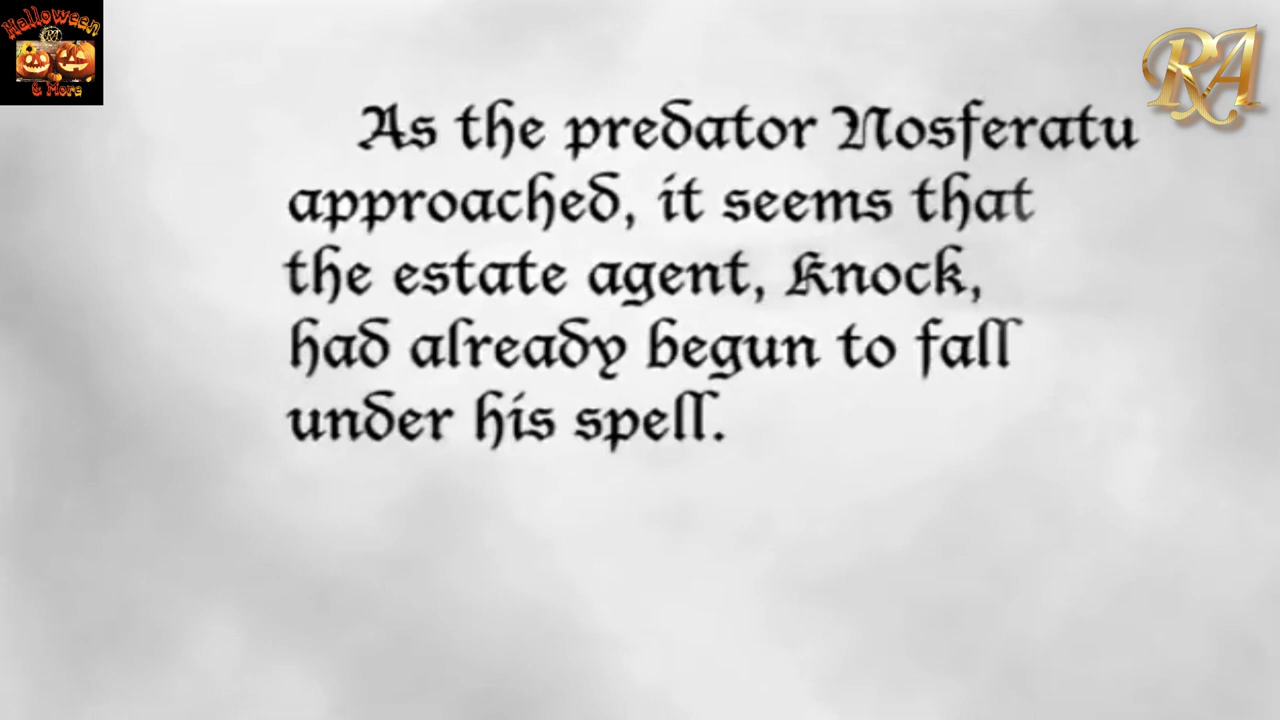 Halloween
RA
& More
RA
As the predator Nosferatu
approached, it seems that
the estate agent, Knock,
had already begun to fall
under his spell.